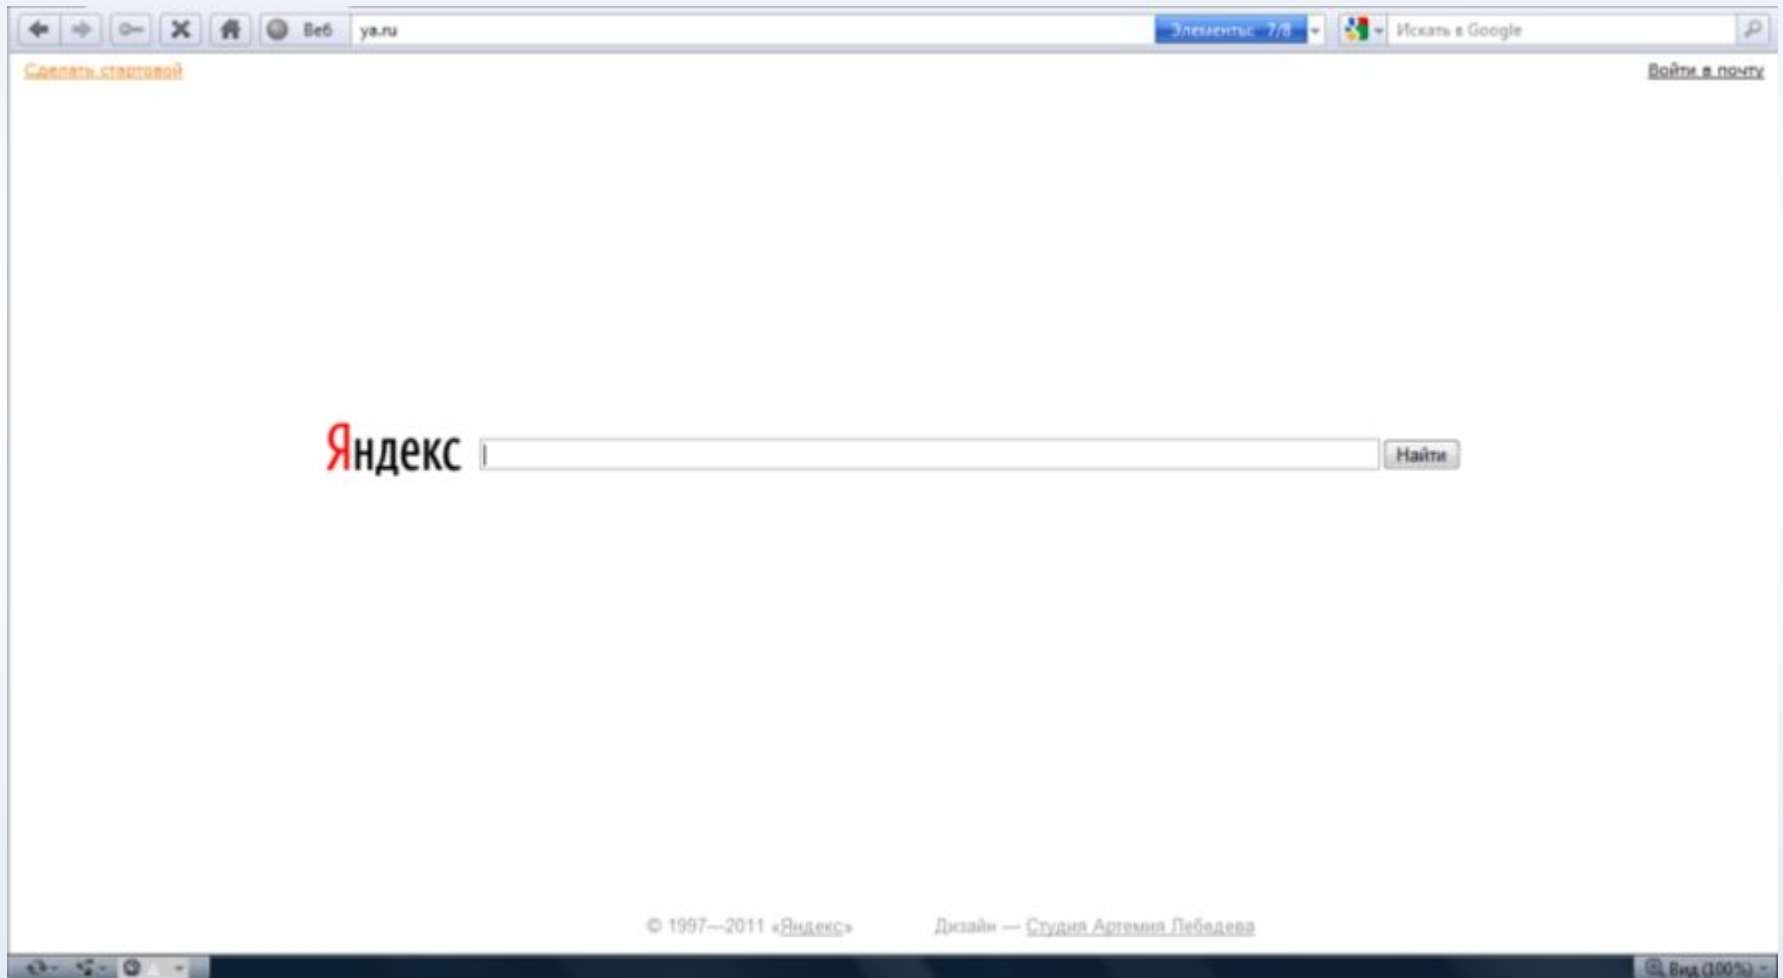 Веб ya.ru Элементы: 7/8 Искать в Google
Сделать стартовой Войти в почту
Яндекс Найти
© 1997—2011 «Яндекс» Дизайн — Студия Артемия Лебедева
Вид (100%)